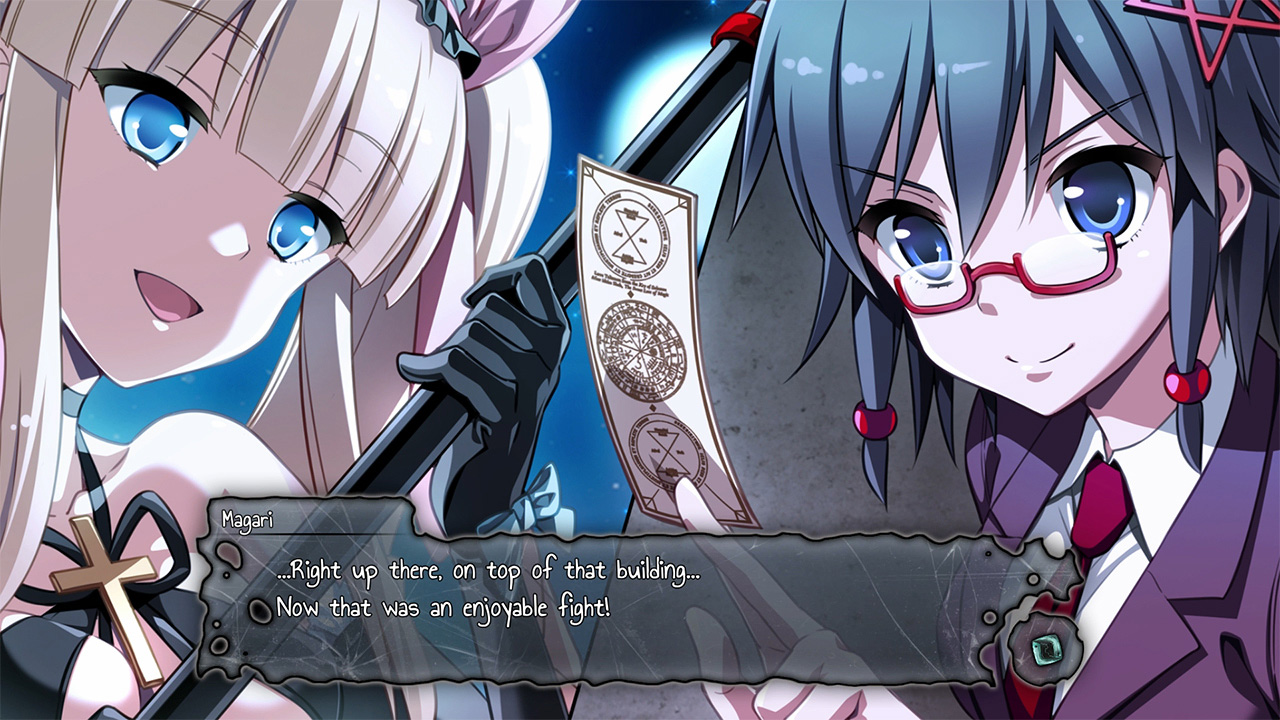 Magari
...Right up there, on top of that building...
Now that was an enjoyable fight!